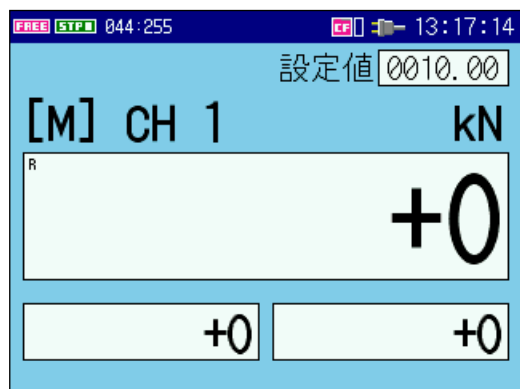 FREE STP 044:255 CF 13:17:14
設定値 0010.00
[M] CH 1 kN
R
+0
+0 +0